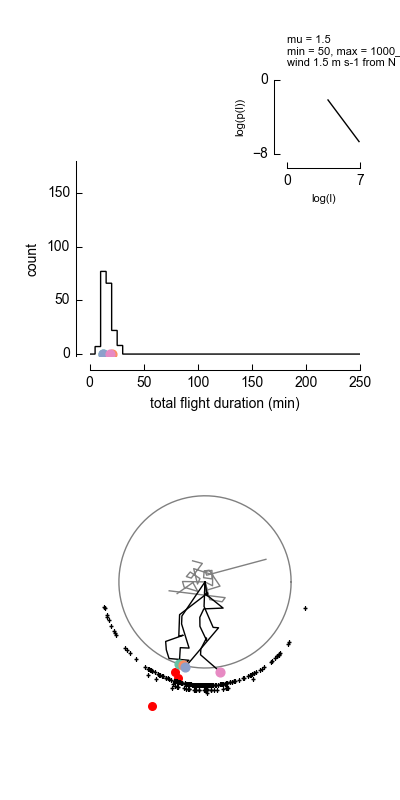 mu = 1.5
min = 50, max = 1000_
wind 1.5 m s-1 from N
0
−8
log(p(l))
0
7
log(l)
150
100
50
0
count
0
50
100
150
200
250
total flight duration (min)